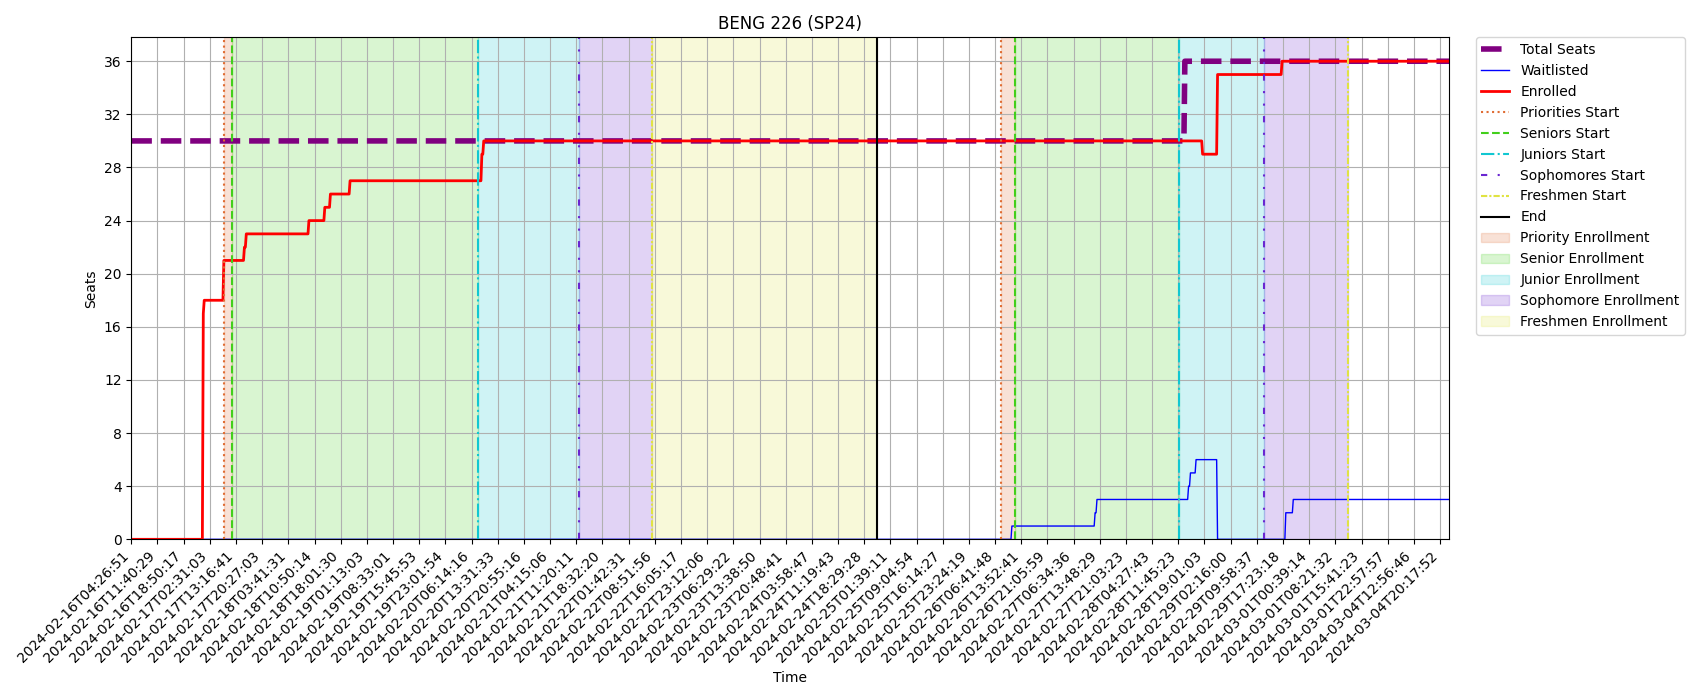 BENG 226 (SP24)
Seats
36
32
28
24
20
16
12
8
4
0
2024-02-16T04:26:51
2024-02-16T11:40:29
2024-02-16T18:50:17
2024-02-17T02:31:03
2024-02-17T13:16:41
2024-02-17T20:27:03
2024-02-18T03:41:31
2024-02-18T10:50:14
2024-02-18T18:01:30
2024-02-19T01:13:03
2024-02-19T08:33:01
2024-02-19T15:45:53
2024-02-19T23:01:54
2024-02-20T06:14:16
2024-02-20T13:31:33
2024-02-20T20:55:16
2024-02-21T04:15:06
2024-02-21T11:20:11
2024-02-21T18:32:20
2024-02-22T01:42:31
2024-02-22T08:51:56
2024-02-22T16:05:17
2024-02-22T23:12:06
2024-02-23T06:29:22
2024-02-23T13:38:50
2024-02-23T20:48:41
2024-02-24T03:58:47
2024-02-24T11:19:43
2024-02-24T18:29:28
2024-02-25T01:39:11
2024-02-25T09:04:54
2024-02-25T16:14:27
2024-02-25T23:24:19
2024-02-26T06:41:48
2024-02-26T13:52:41
2024-02-26T21:05:59
2024-02-27T06:34:36
2024-02-27T13:48:29
2024-02-27T21:03:23
2024-02-28T04:27:43
2024-02-28T11:45:23
2024-02-28T19:01:03
2024-02-29T02:16:00
2024-02-29T09:58:37
2024-02-29T17:23:18
2024-03-01T00:39:14
2024-03-01T08:21:32
2024-03-01T15:41:23
2024-03-01T22:57:57
2024-03-04T12:56:46
2024-03-04T20:17:52
Time
Total Seats
Waitlisted
Enrolled
Priorities Start
Seniors Start
Juniors Start
Sophomores Start
Freshmen Start
End
Priority Enrollment
Senior Enrollment
Junior Enrollment
Sophomore Enrollment
Freshmen Enrollment